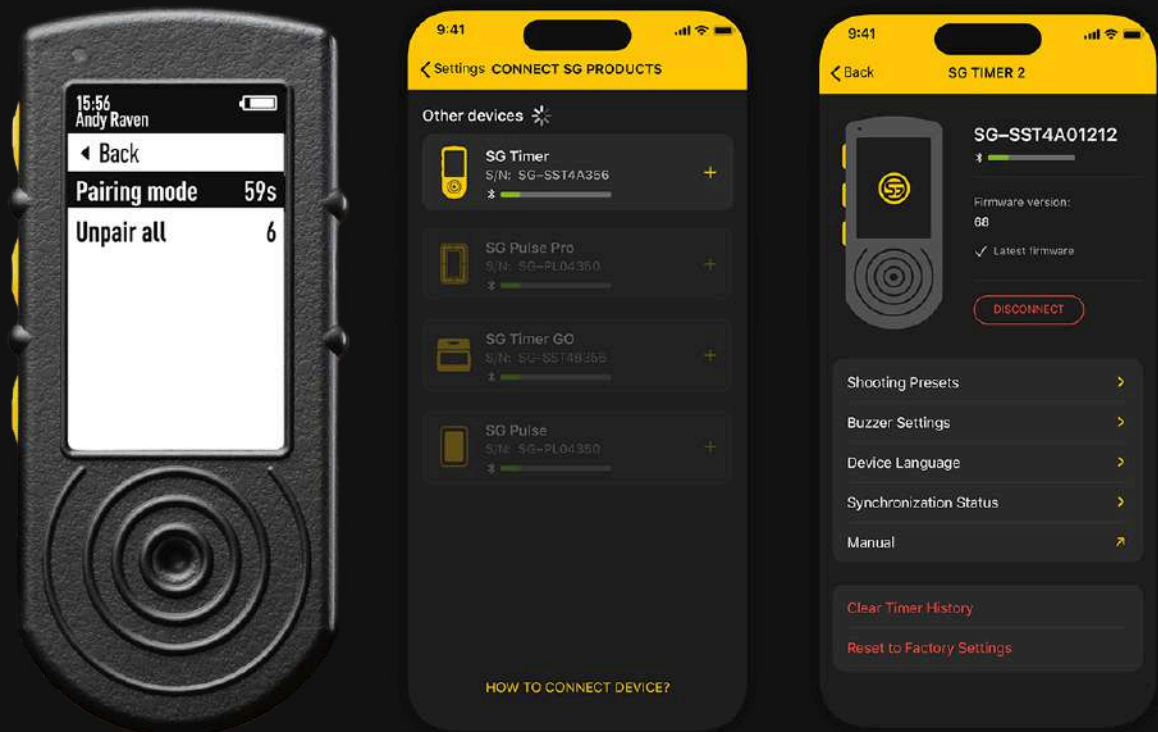 15:56
Andy Raven
Back
Pairing mode 59s
Unpair all 6
9:41
Settings CONNECT SG PRODUCTS
Other devices
SG Timer
S/N: SG-SST4A356
SG Pulse Pro
S/N: SG-PL04350
SG Timer GO
S/N: SG-SST4B356
SG Pulse
S/N: SG-PL04350
HOW TO CONNECT DEVICE?
9:41
Back SG TIMER 2
SG
SG-SST4A01212
Firmware version:
68
Latest firmware
DISCONNECT
Shooting Presets
Buzzer Settings
Device Language
Synchronization Status
Manual
Clear Timer History
Reset to Factory Settings